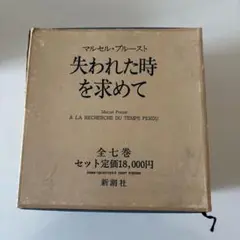 マルセル・プルースト
失われた時
を求めて
Marcel Proust
À LA RECHERCHE DU TEMPS PERDU
全七巻
セット定価18,000円
新潮社